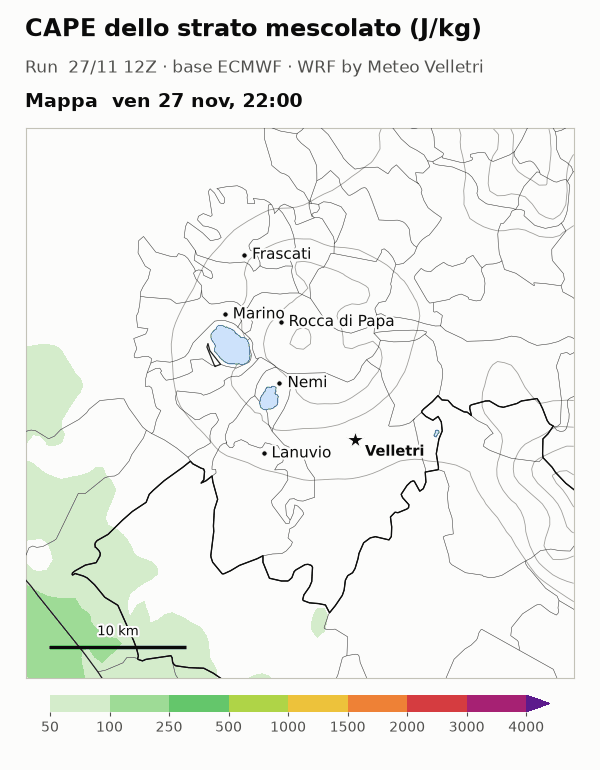 CAPE dello strato mescolato (J/kg)
Run  27/11 12Z · base ECMWF · WRF by Meteo Velletri
Mappa  ven 27 nov, 22:00
Frascati
Marino
Rocca di Papa
Nemi
Velletri
Lanuvio
10 km
50 100 250 500 1000 1500 2000 3000 4000